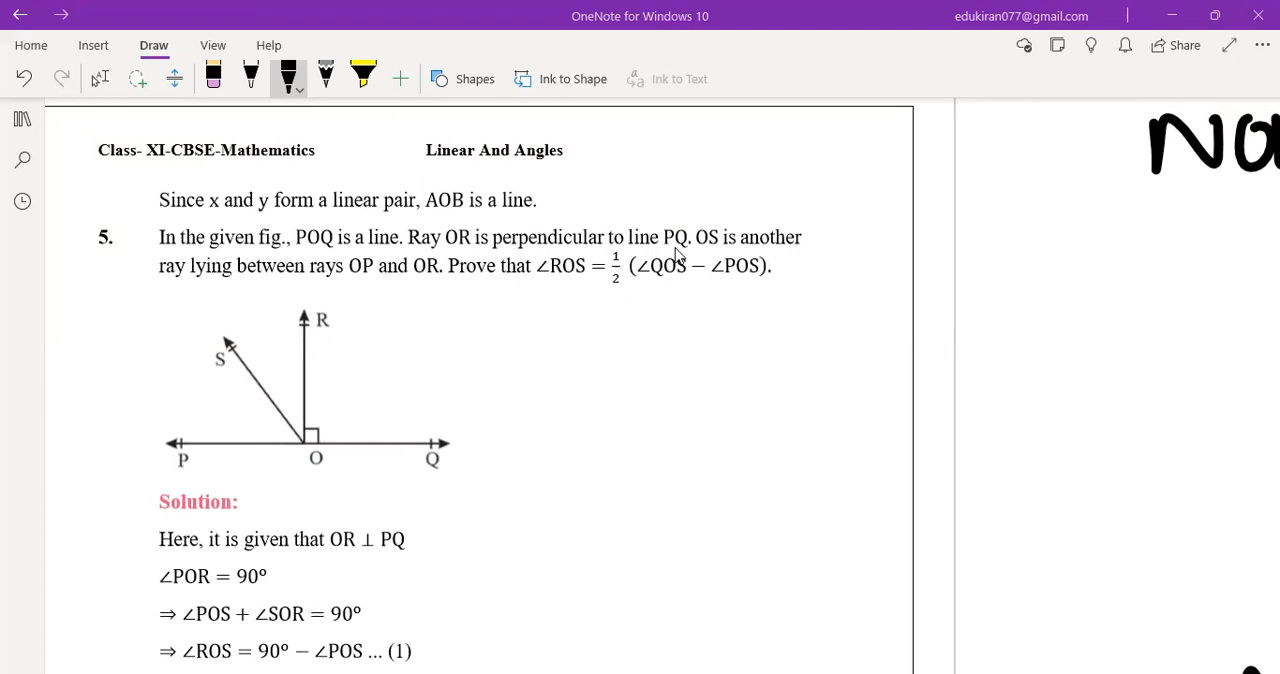 OneNote for Windows 10
edukiran077@gmail.com
Home Insert Draw View Help
Share
Shapes Ink to Shape Ink to Text
Class- XI-CBSE-Mathematics Linear And Angles
Since x and y form a linear pair, AOB is a line.
5. In the given fig., POQ is a line. Ray OR is perpendicular to line PQ. OS is another
ray lying between rays OP and OR. Prove that ∠ROS = 1/2 (∠QOS − ∠POS).
R
S
P O Q
Solution:
Here, it is given that OR ⊥ PQ
∠POR = 90°
⇒ ∠POS + ∠SOR = 90°
⇒ ∠ROS = 90° − ∠POS ... (1)